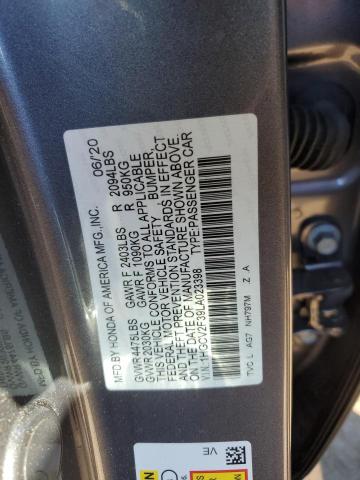 MFD BY HONDA OF AMERICA MFG., INC. 06/20
GVWR 4475LBS GAWR F 2403LBS R 2094LBS
GVWR 2030KG GAWR F 1090KG R 950KG
THIS VEHICLE CONFORMS TO ALL APPLICABLE
FEDERAL MOTOR VEHICLE SAFETY BUMPER,
AND THEFT PREVENTION STANDARDS IN EFFECT
ON THE DATE OF MANUFACTURE SHOWN ABOVE.
V.I.N.:1HGCV2F39LA023398 TYPE:PASSENGER CAR
TVC L AG7 NH797M Z A
VE